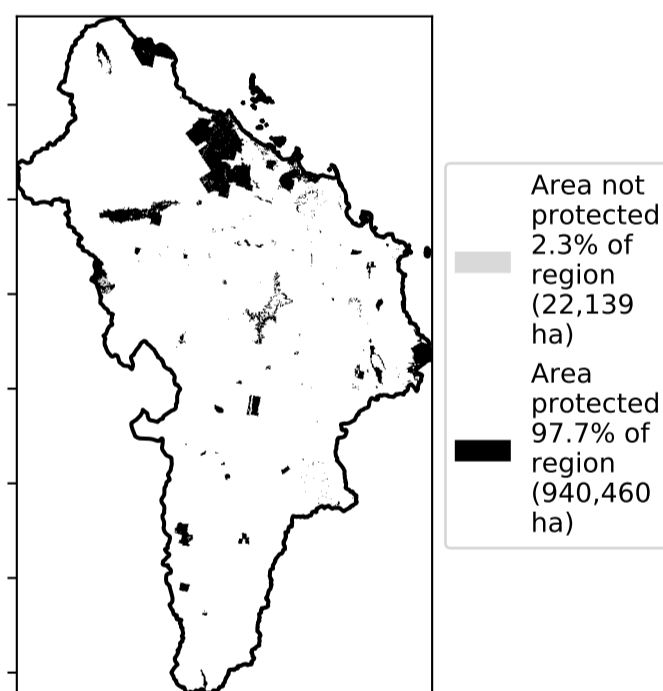 Area not
protected
2.3% of
region
(22,139
ha)
Area
protected
97.7% of
region
(940,460
ha)